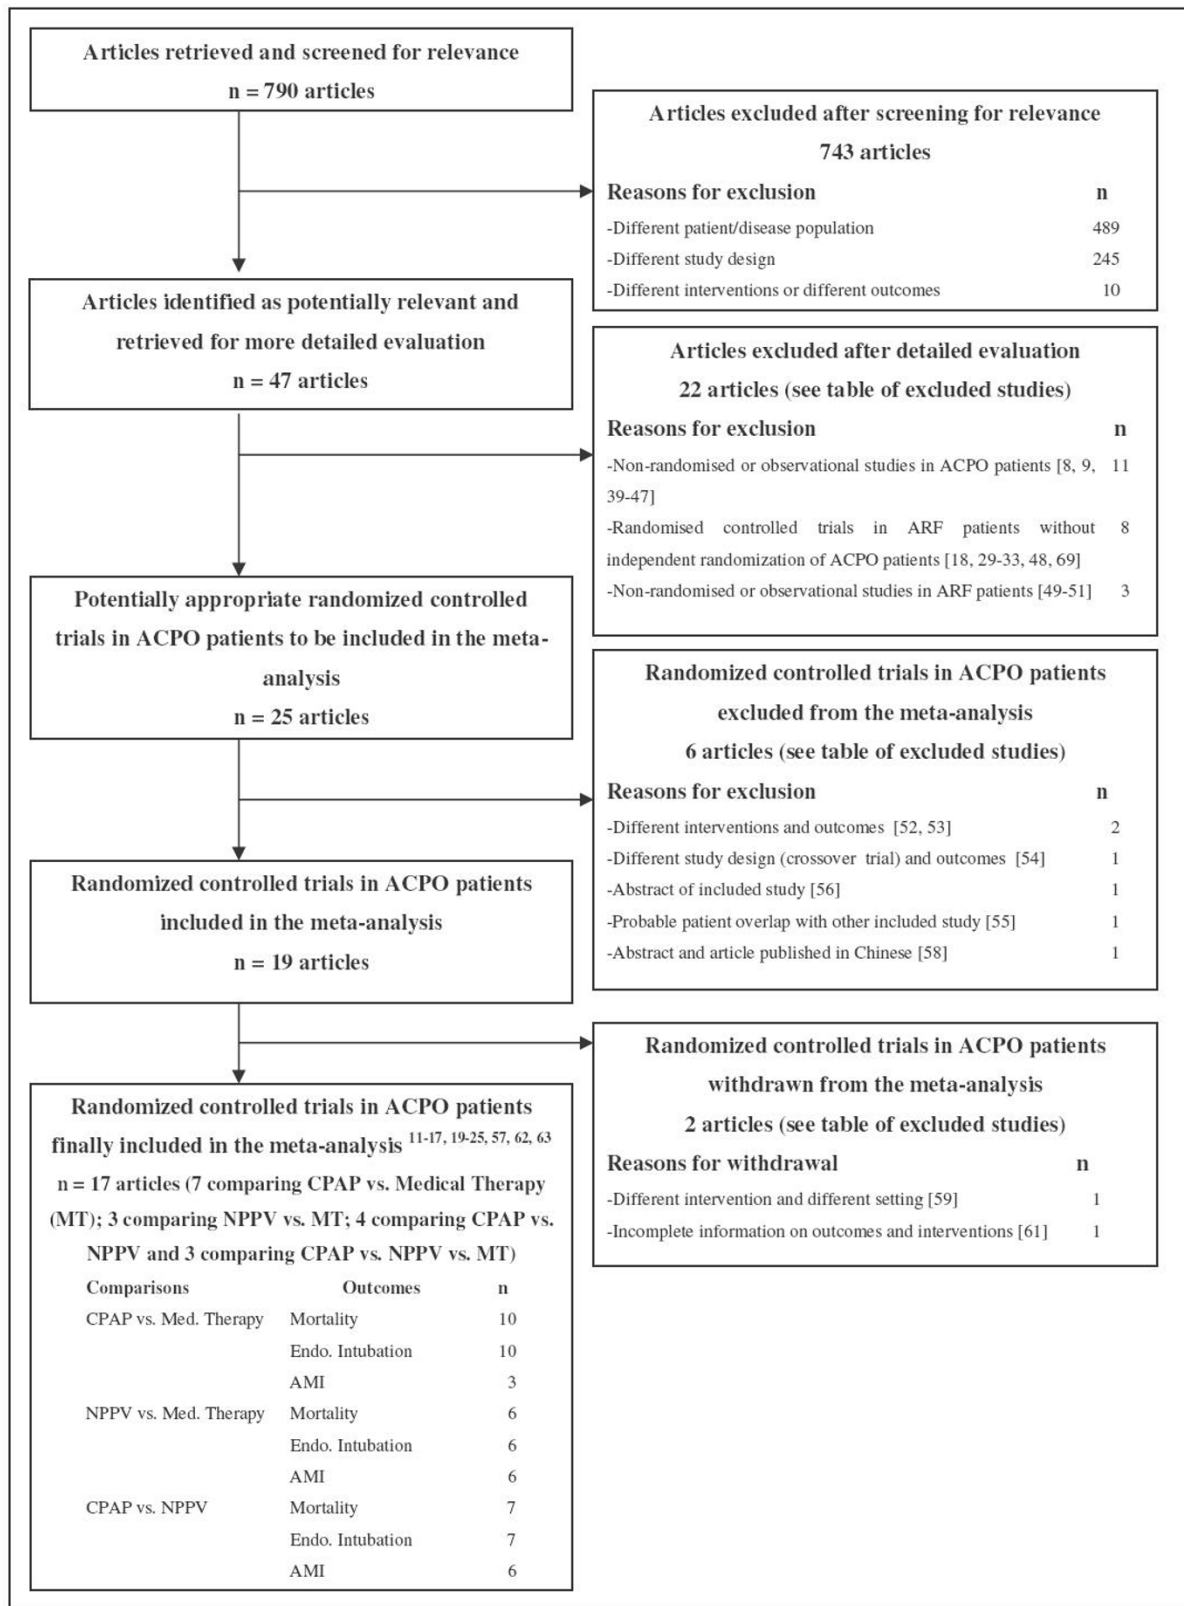 Articles retrieved and screened for relevance
n = 790 articles
Articles excluded after screening for relevance
743 articles
Reasons for exclusion n
-Different patient/disease population 489
-Different study design 245
-Different interventions or different outcomes 10
Articles identified as potentially relevant and
retrieved for more detailed evaluation
n = 47 articles
Articles excluded after detailed evaluation
22 articles (see table of excluded studies)
Reasons for exclusion n
-Non-randomised or observational studies in ACPO patients [8, 9, 11
39-47]
-Randomised controlled trials in ARF patients without 8
independent randomization of ACPO patients [18, 29-33, 48, 69]
-Non-randomised or observational studies in ARF patients [49-51] 3
Potentially appropriate randomized controlled
trials in ACPO patients to be included in the meta-
analysis
n = 25 articles
Randomized controlled trials in ACPO patients
excluded from the meta-analysis
6 articles (see table of excluded studies)
Reasons for exclusion n
-Different interventions and outcomes [52, 53] 2
-Different study design (crossover trial) and outcomes [54] 1
-Abstract of included study [56] 1
-Probable patient overlap with other included study [55] 1
-Abstract and article published in Chinese [58] 1
Randomized controlled trials in ACPO patients
included in the meta-analysis
n = 19 articles
Randomized controlled trials in ACPO patients
withdrawn from the meta-analysis
2 articles (see table of excluded studies)
Reasons for withdrawal n
-Different intervention and different setting [59] 1
-Incomplete information on outcomes and interventions [61] 1
Randomized controlled trials in ACPO patients
finally included in the meta-analysis 11-17, 19-25, 57, 62, 63
n = 17 articles (7 comparing CPAP vs. Medical Therapy
(MT); 3 comparing NPPV vs. MT; 4 comparing CPAP vs.
NPPV and 3 comparing CPAP vs. NPPV vs. MT)
Comparisons Outcomes n
CPAP vs. Med. Therapy Mortality 10
Endo. Intubation 10
AMI 3
NPPV vs. Med. Therapy Mortality 6
Endo. Intubation 6
AMI 6
CPAP vs. NPPV Mortality 7
Endo. Intubation 7
AMI 6